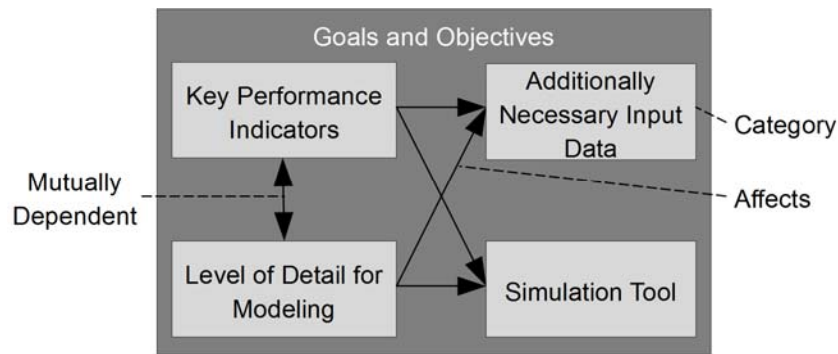 Goals and Objectives
Key Performance
Indicators
Additionally
Necessary Input
Data
Category
Mutually
Dependent
Affects
Level of Detail for
Modeling
Simulation Tool